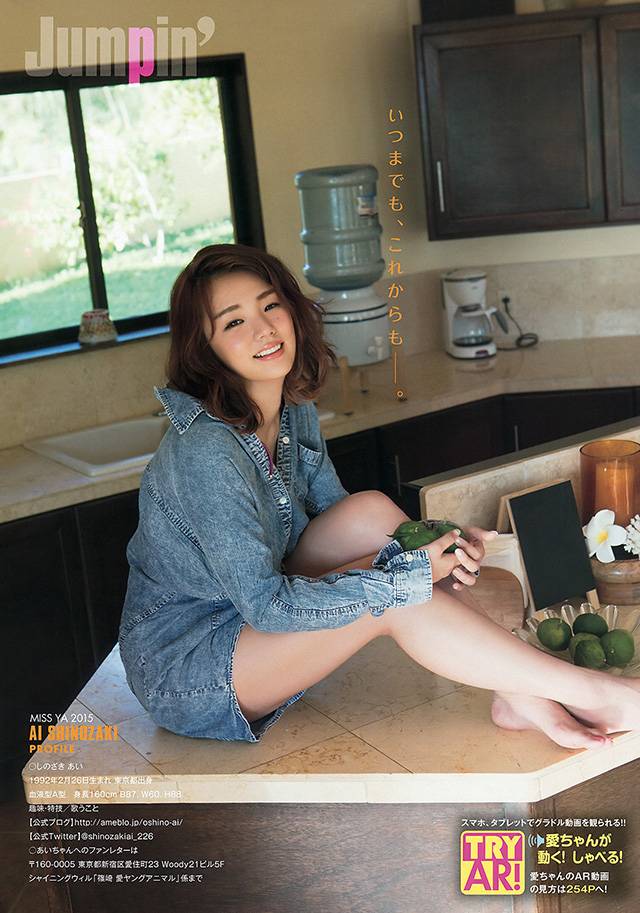 Jumpin'
いつまでも、これからも──。
MISS YA 2015
AI SHINOZAKI
PROFILE
〇しのざき あい
1992年2月26日生まれ 東京都出身
血液型A型 身長160cm B87、W60、H88
趣味・特技／歌うこと
【公式ブログ】http://ameblo.jp/oshino-ai/
【公式Twitter】@shinozakiai_226
〇あいちゃんへのファンレターは
〒160-0005 東京都新宿区愛住町23 Woody21ビル5F
シャイニングウィル「篠崎 愛ヤングアニマル」係まで
スマホ、タブレットでグラドル動画を観られる!!
TRY AR!
愛ちゃんが
動く! しゃべる!
愛ちゃんのAR動画
の見方は254Pへ!